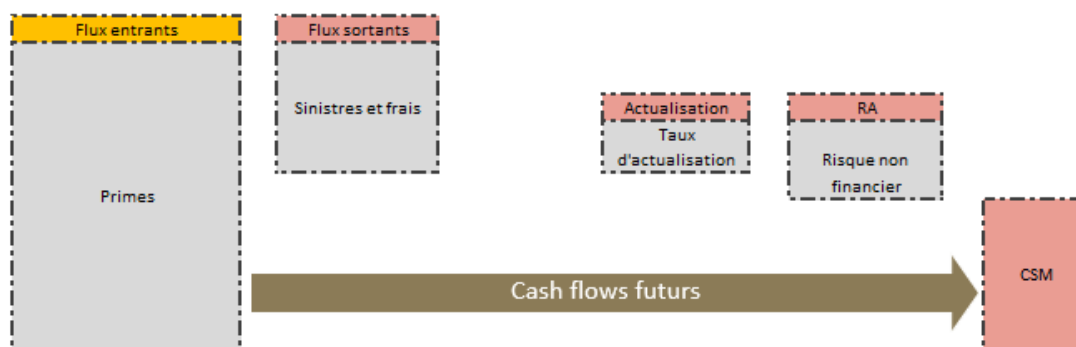 Flux entrants
Primes
Flux sortants
Sinistres et frais
Actualisation
Taux
d'actualisation
RA
Risque non
financier
CSM
Cash flows futurs